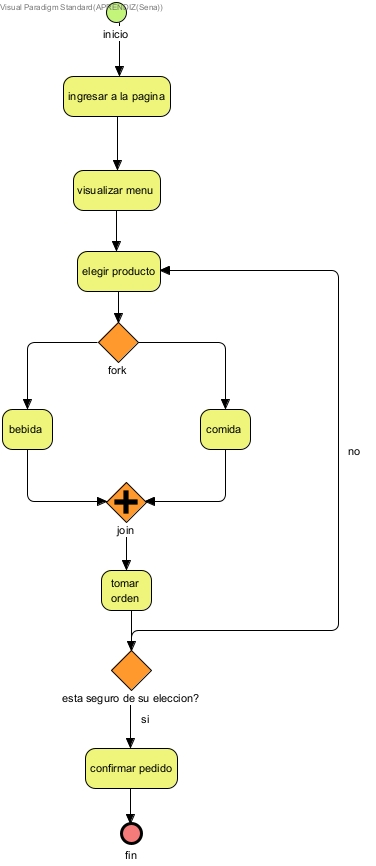 Visual Paradigm Standard(APRENDIZ(Sena))
inicio
ingresar a la pagina
visualizar menu
elegir producto
fork
bebida
comida
no
join
tomar
orden
esta seguro de su eleccion?
si
confirmar pedido
fin